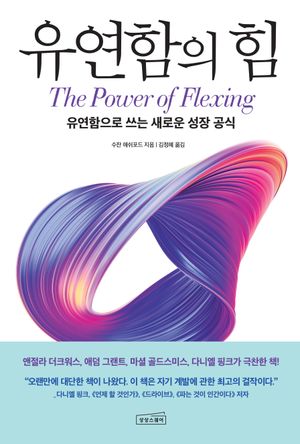 유연함의 힘
The Power of Flexing
유연함으로 쓰는 새로운 성장 공식
수잔 애쉬포드 지음 | 김정혜 옮김
앤절라 더크워스, 애덤 그랜트, 마셜 골드스미스, 다니엘 핑크가 극찬한 책!
“오랜만에 대단한 책이 나왔다. 이 책은 자기 계발에 관한 최고의 걸작이다.”
_다니엘 핑크, 《언제 할 것인가》, 《드라이브》, 《파는 것이 인간이다》 저자
상상스퀘어